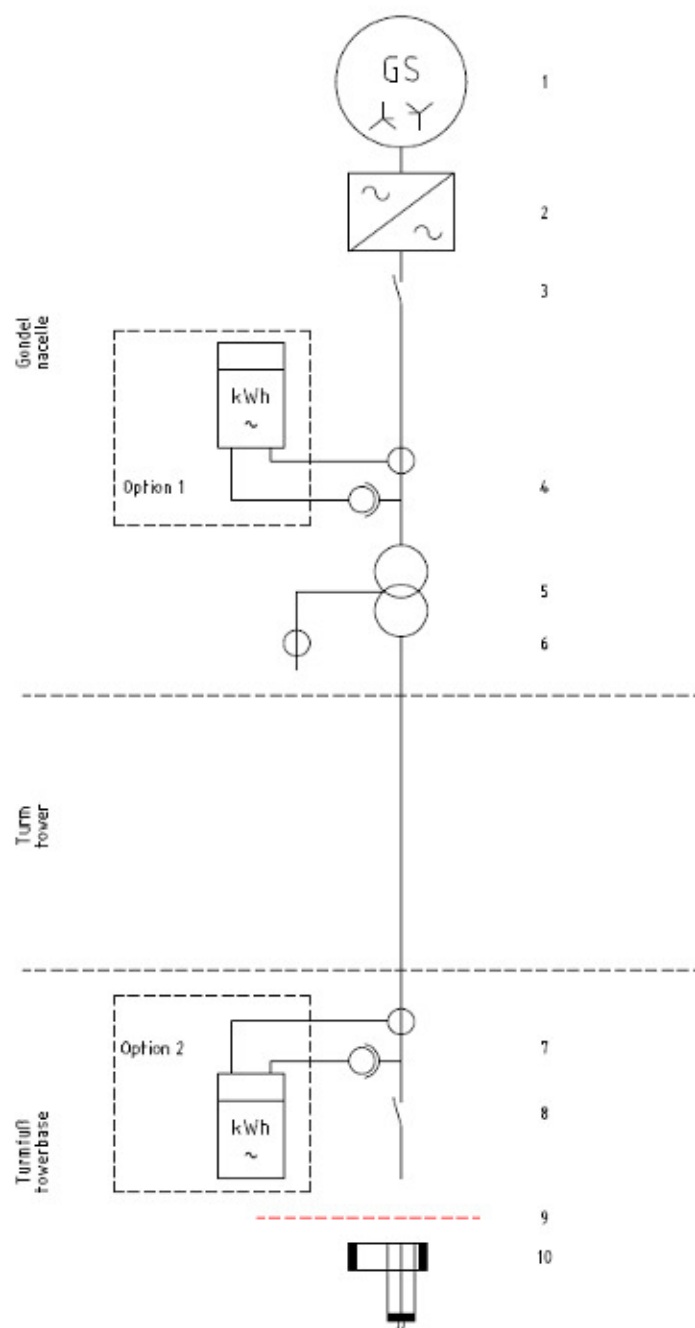 GS
1
2
3
Gondel
nacelle
kWh
~
Option 1
4
5
6
Turm
tower
Option 2
7
kWh
~
8
Turmfuß
towerbase
9
10